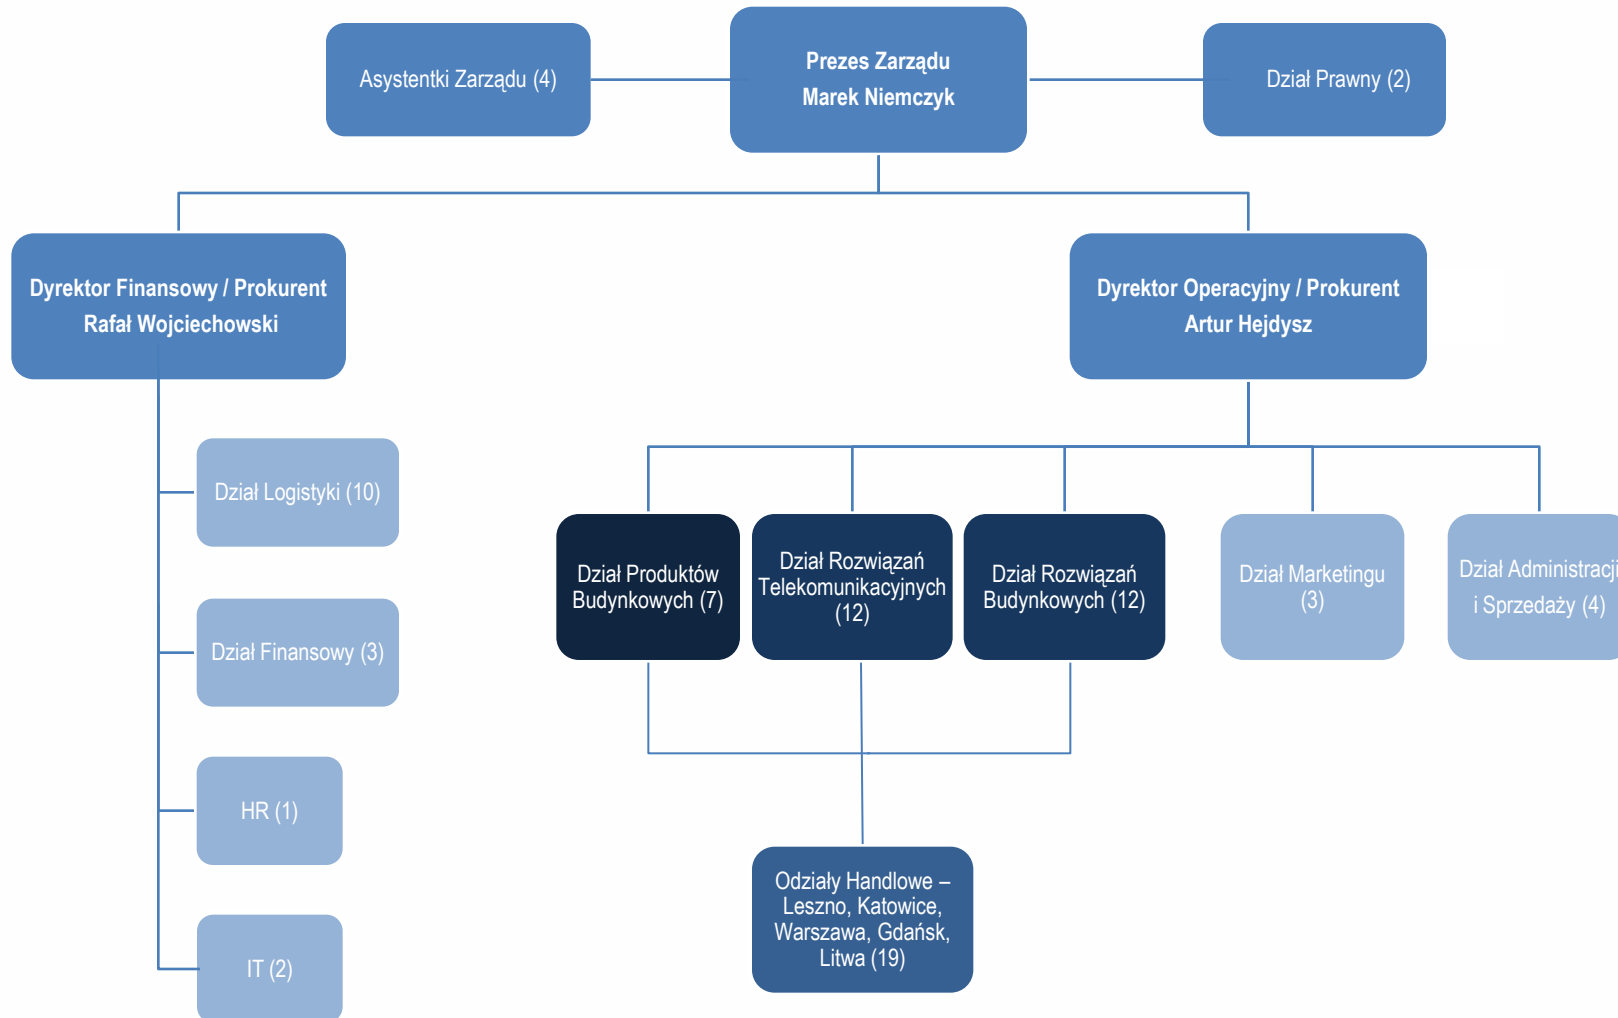 Asystentki Zarządu (4)
Prezes Zarządu
Marek Niemczyk
Dział Prawny (2)
Dyrektor Finansowy / Prokurent
Rafał Wojciechowski
Dyrektor Operacyjny / Prokurent
Artur Hejdysz
Dział Logistyki (10)
Dział Finansowy (3)
HR (1)
IT (2)
Dział Produktów
Budynkowych (7)
Dział Rozwiązań
Telekomunikacyjnych
(12)
Dział Rozwiązań
Budynkowych (12)
Dział Marketingu
(3)
Dział Administracji
i Sprzedaży (4)
Odziały Handlowe –
Leszno, Katowice,
Warszawa, Gdańsk,
Litwa (19)